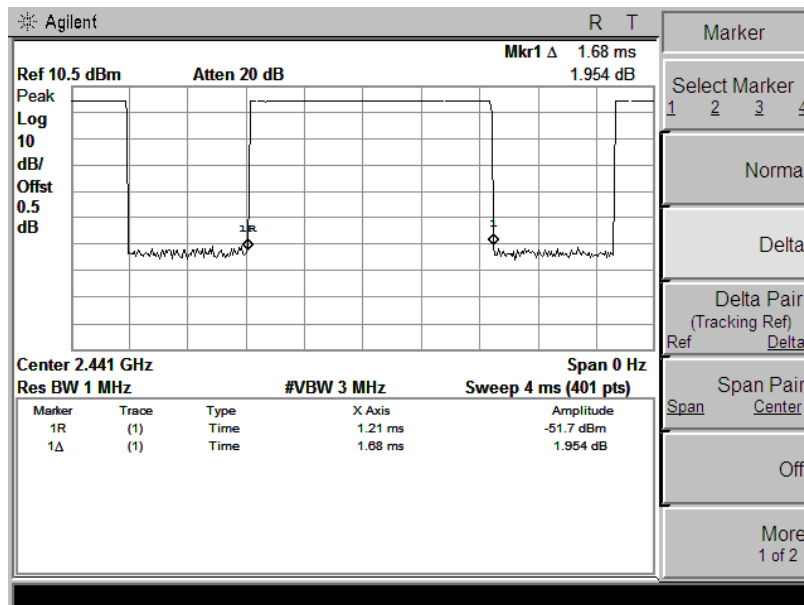 Agilent R T
Mkr1 Δ 1.68 ms
Ref 10.5 dBm Atten 20 dB 1.954 dB
Peak
Log
10
dB/
Offst
0.5
dB
1R
1
Center 2.441 GHz Span 0 Hz
Res BW 1 MHz #VBW 3 MHz Sweep 4 ms (401 pts)
Marker Trace Type X Axis Amplitude
1R (1) Time 1.21 ms -51.7 dBm
1Δ (1) Time 1.68 ms 1.954 dB
Marker
Select Marker
1 2 3 4
Norma
Delta
Delta Pair
(Tracking Ref)
Ref Delta
Span Pair
Span Center
Off
More
1 of 2